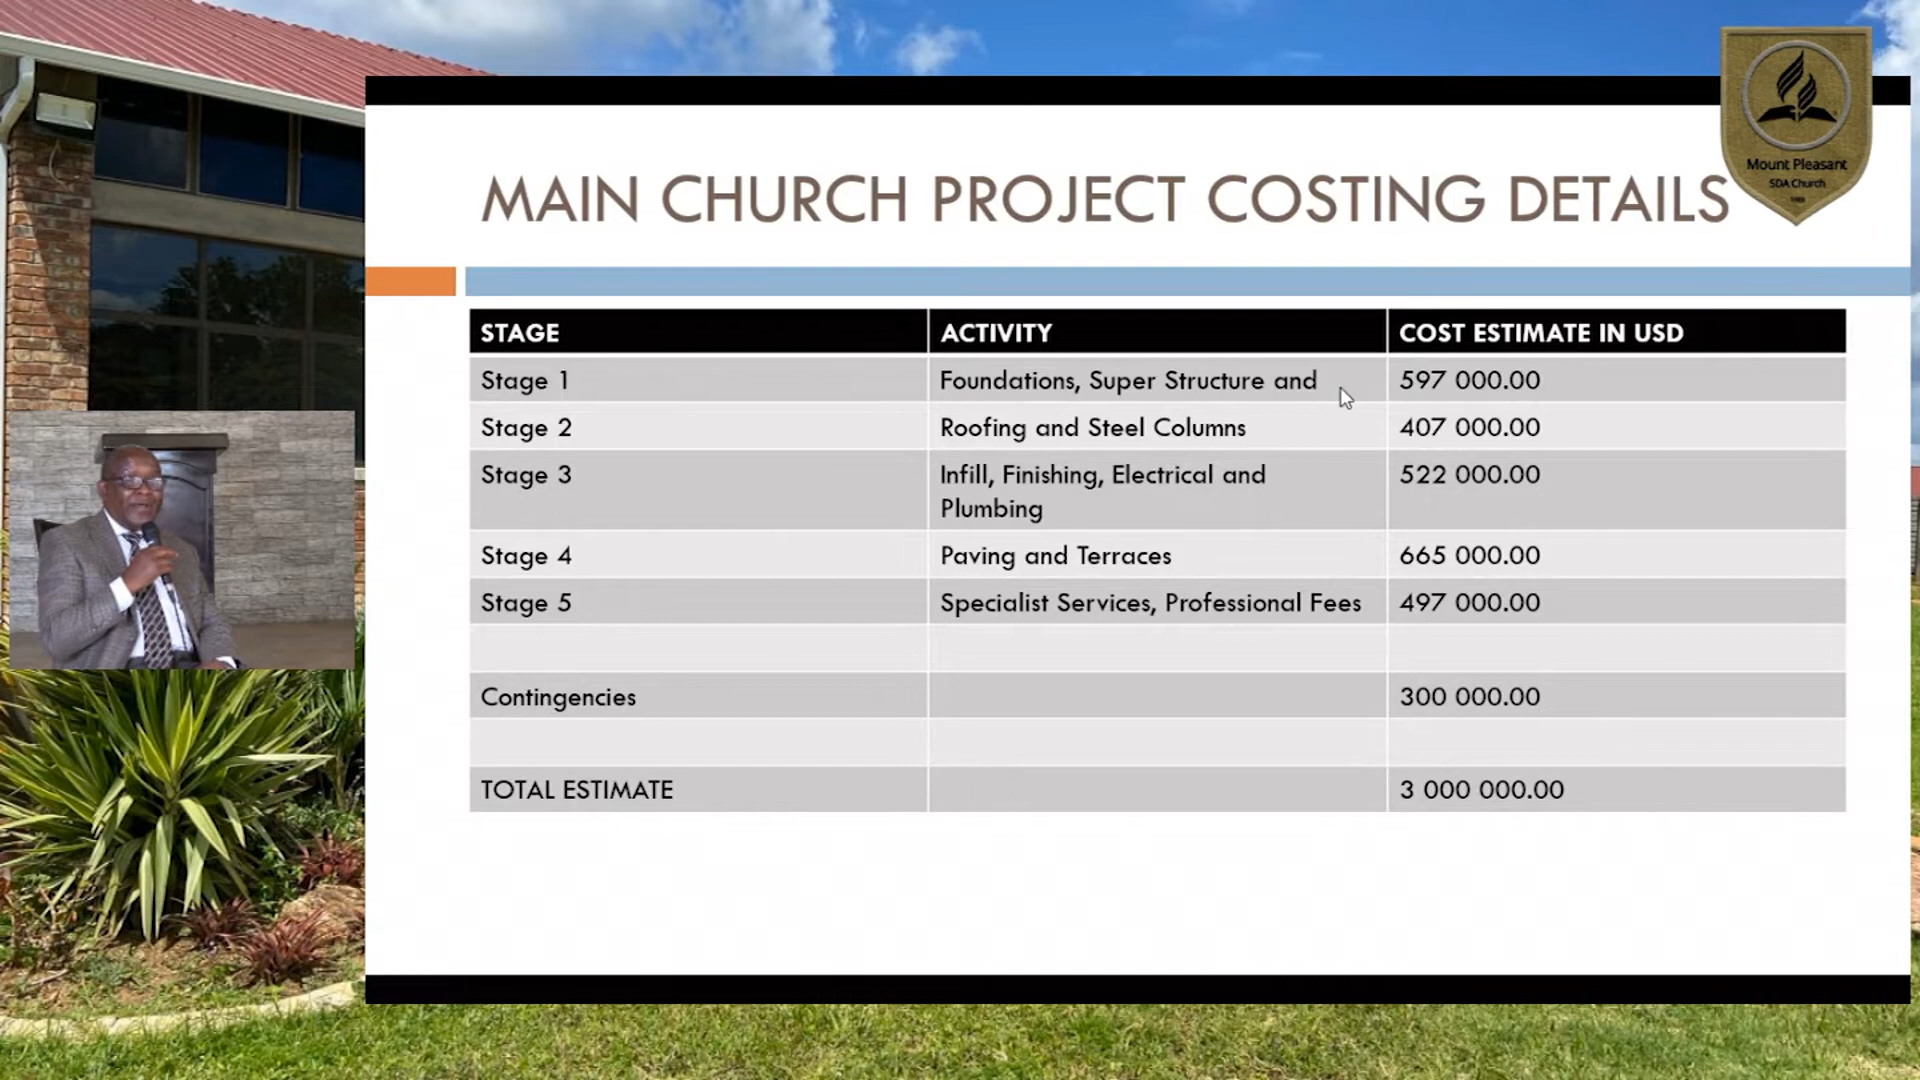 Mount Pleasant
SDA Church
MAIN CHURCH PROJECT COSTING DETAILS
STAGE ACTIVITY COST ESTIMATE IN USD
Stage 1 Foundations, Super Structure and 597 000.00
Stage 2 Roofing and Steel Columns 407 000.00
Stage 3 Infill, Finishing, Electrical and 522 000.00
Plumbing
Stage 4 Paving and Terraces 665 000.00
Stage 5 Specialist Services, Professional Fees 497 000.00
Contingencies 300 000.00
TOTAL ESTIMATE 3 000 000.00